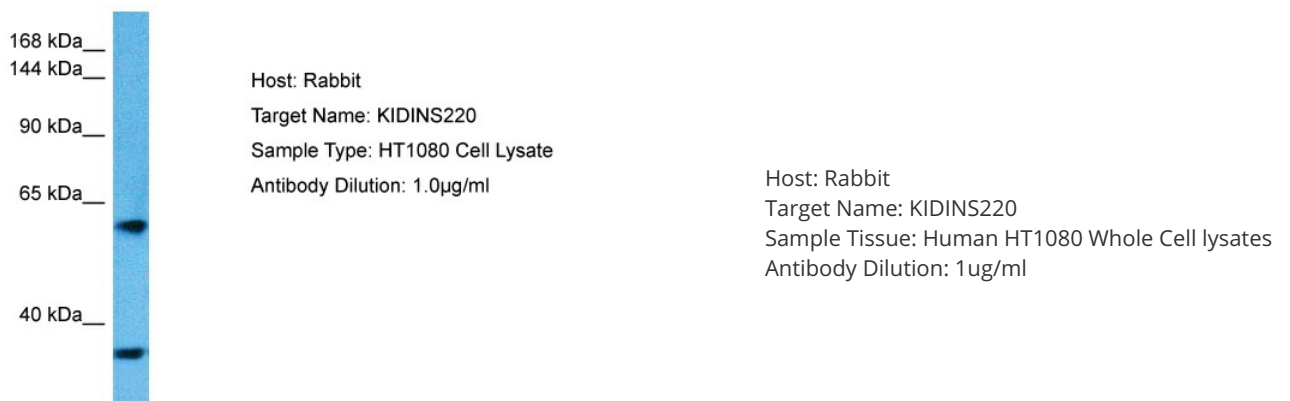 168 kDa__
144 kDa__
90 kDa__
65 kDa__
40 kDa__
Host: Rabbit
Target Name: KIDINS220
Sample Type: HT1080 Cell Lysate
Antibody Dilution: 1.0µg/ml
Host: Rabbit
Target Name: KIDINS220
Sample Tissue: Human HT1080 Whole Cell lysates
Antibody Dilution: 1ug/ml